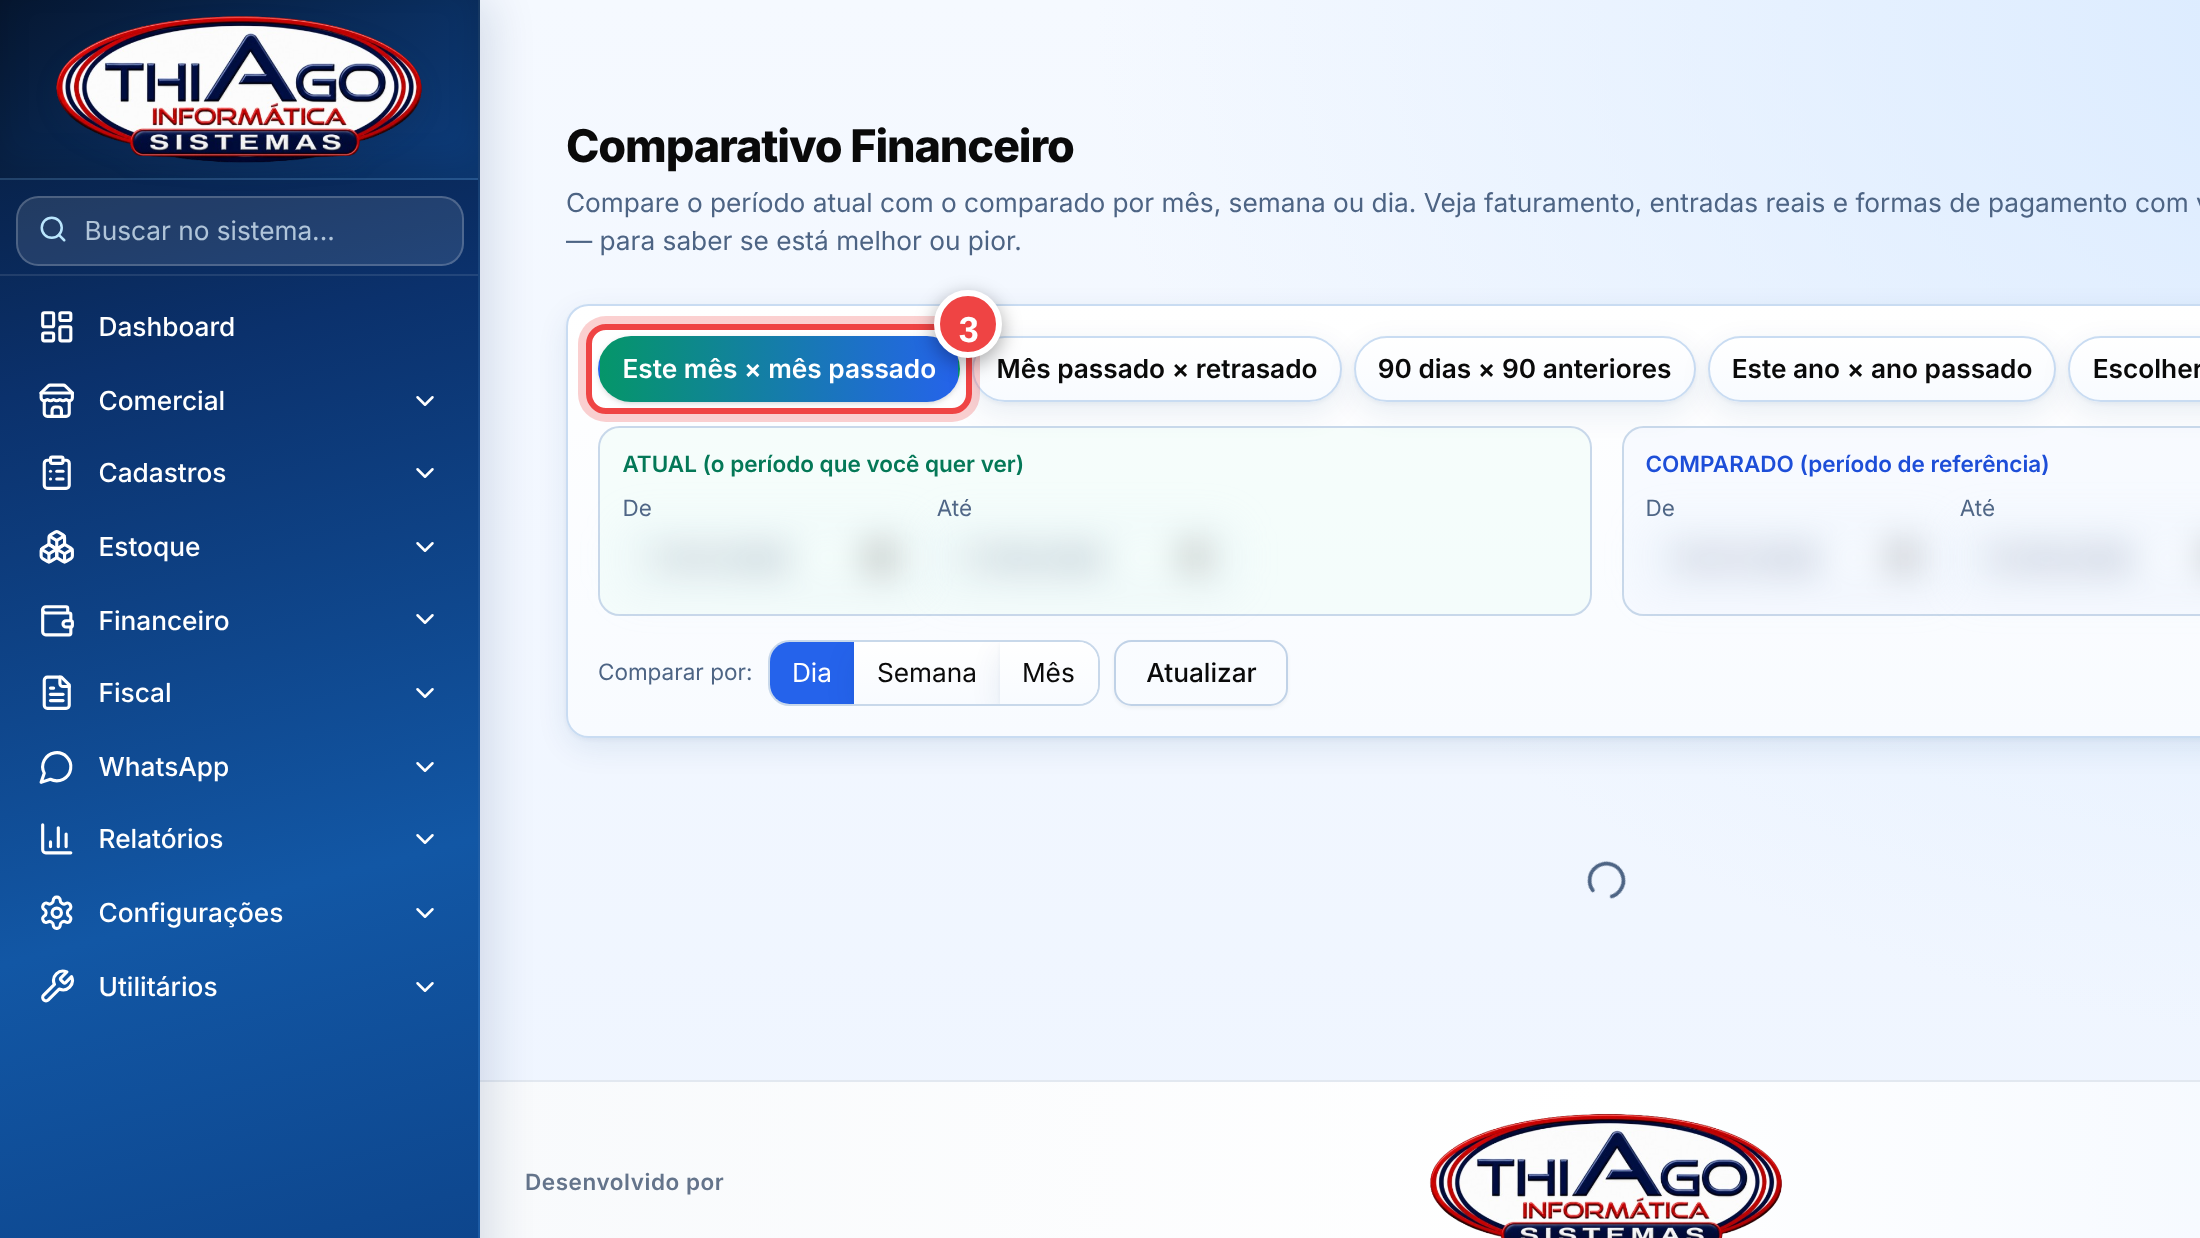 THIAGO
INFORMÁTICA
SISTEMAS
Buscar no sistema...
Dashboard
Comercial
Cadastros
Estoque
Financeiro
Fiscal
WhatsApp
Relatórios
Configurações
Utilitários
Comparativo Financeiro
Compare o período atual com o comparado por mês, semana ou dia. Veja faturamento, entradas reais e formas de pagamento com
— para saber se está melhor ou pior.
3
Este mês × mês passado
Mês passado × retrasado
90 dias × 90 anteriores
Este ano × ano passado
Escolher
ATUAL (o período que você quer ver)
De
Até
COMPARADO (período de referência)
De
Até
Comparar por:
Dia
Semana
Mês
Atualizar
Desenvolvido por
THIAGO
INFORMÁTICA
SISTEMAS